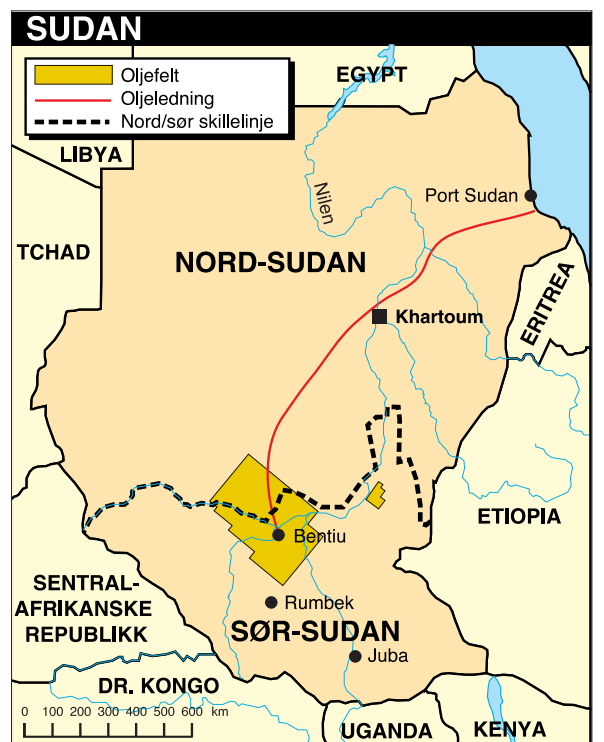 SUDAN
Oljefelt
Oljeledning
Nord/sør skillelinje
EGYPT
LIBYA
Nilen
Port Sudan
TCHAD
NORD-SUDAN
ERITREA
Khartoum
ETIOPIA
Bentiu
SENTRAL-
AFRIKANSKE
REPUBLIKK
Rumbek
SØR-SUDAN
Juba
DR. KONGO
0 100 200 300 400 500 600 km
UGANDA
KENYA